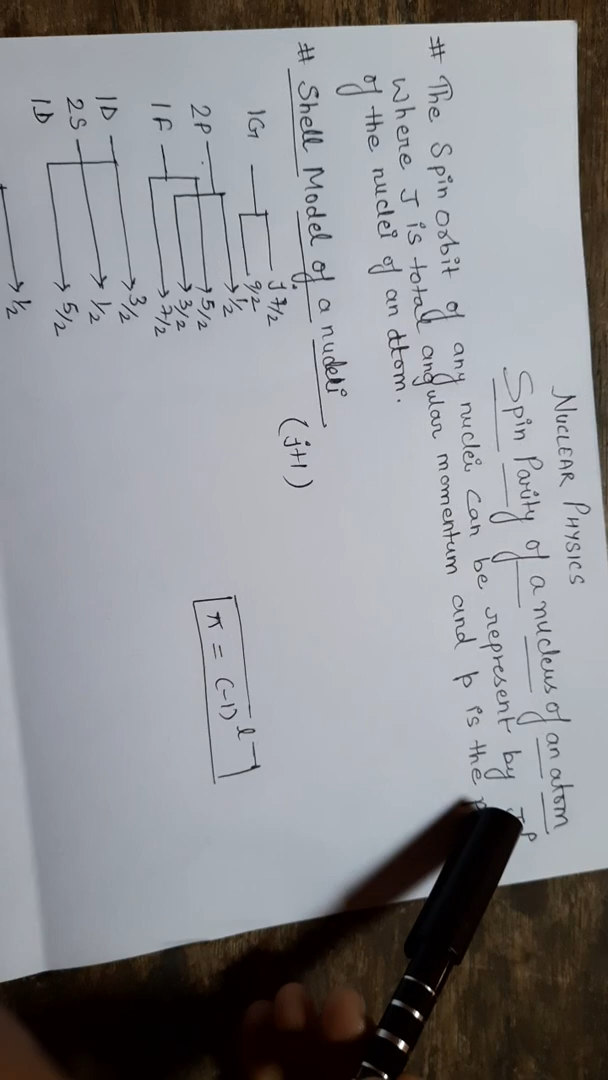 NUCLEAR PHYSICS
Spin Parity of a nucleus of an atom
# The Spin orbit of any nuclei can be represent by J^p
Where J is total angular momentum and p is the
of the nuclei of an atom.
# Shell Model of a nuclei
(j+1)
1G j 7/2
9/2
2P 1/2
5/2
1F 3/2
7/2
1D 3/2
2S 1/2
1D 5/2
1/2
π = (-1)^l